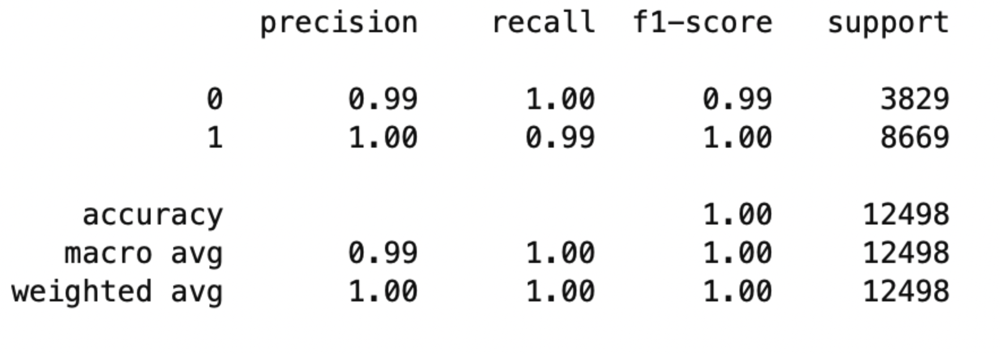 precision recall f1-score support
0 0.99 1.00 0.99 3829
1 1.00 0.99 1.00 8669
accuracy 1.00 12498
macro avg 0.99 1.00 1.00 12498
weighted avg 1.00 1.00 1.00 12498